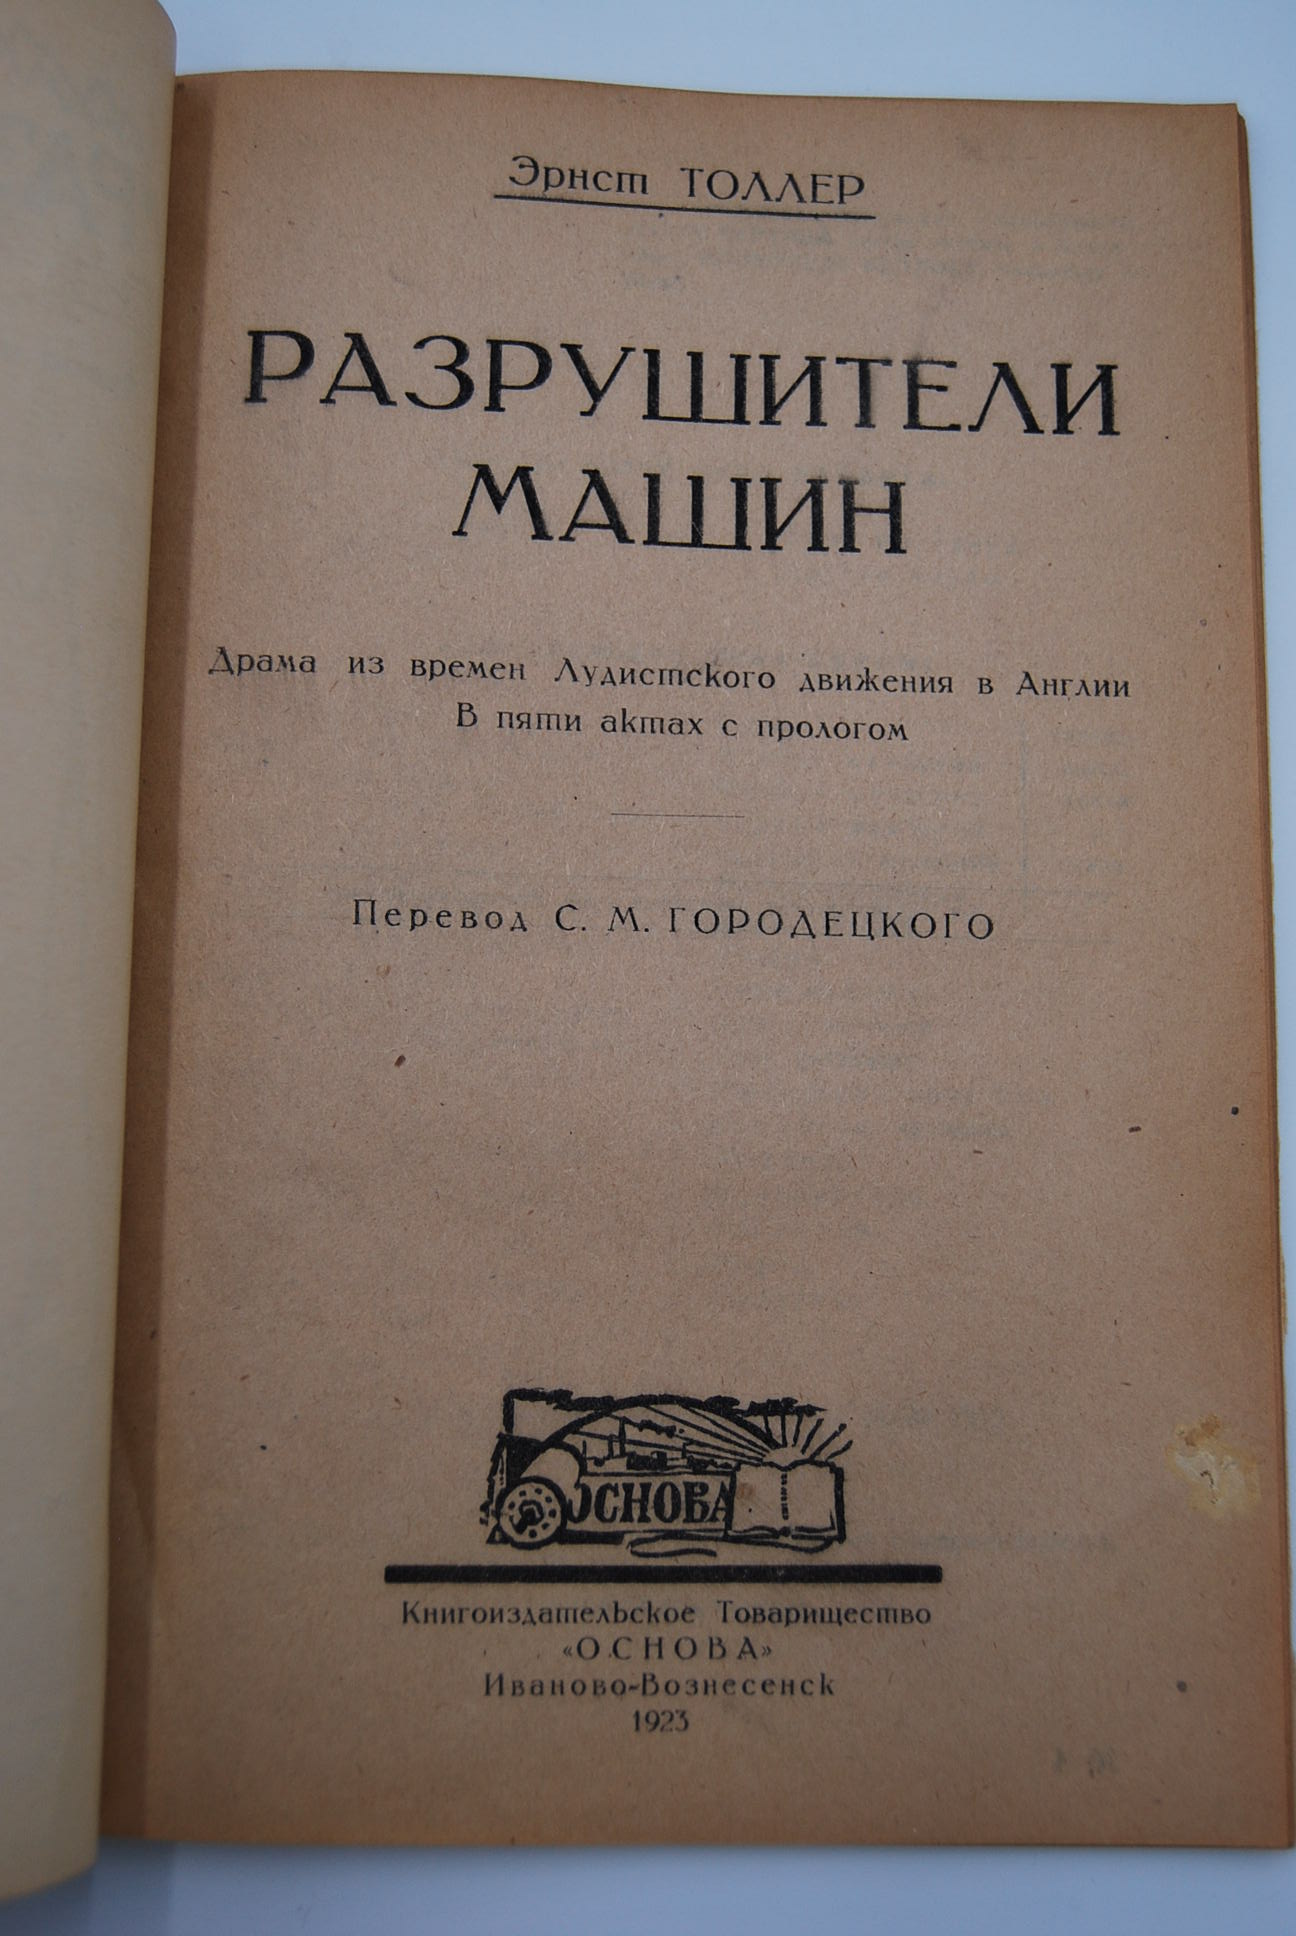 Эрнст ТОЛЛЕР
РАЗРУШИТЕЛИ
МАШИН
Драма из времен Лудистского движения в Англии
В пяти актах с прологом
Перевод С. М. ГОРОДЕЦКОГО
ОСНОВА
Книгоиздательское Товарищество
«ОСНОВА»
Иваново-Вознесенск
1923